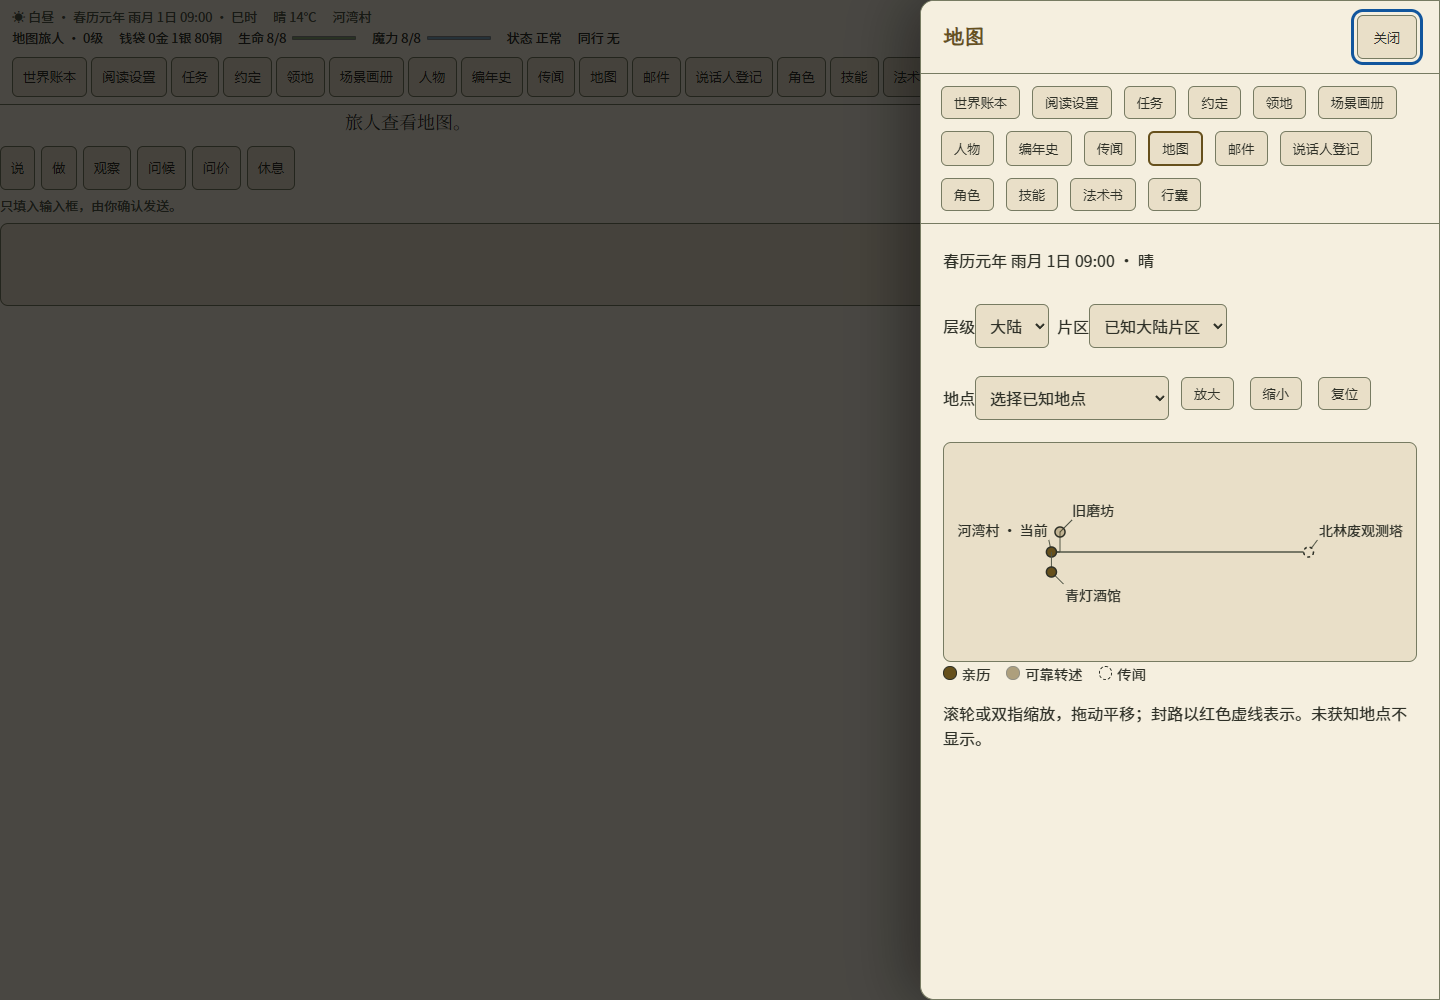 白昼 · 春历元年 雨月 1日 09:00 · 巳时 晴 14°C 河湾村
地图旅人 · 0级 钱袋 0金 1银 80铜 生命 8/8 魔力 8/8 状态 正常 同行 无
世界账本 阅读设置 任务 约定 领地 场景画册 人物 编年史 传闻 地图 邮件 说话人登记 角色 技能 法术
旅人查看地图。
说 做 观察 问候 问价 休息
只填入输入框，由你确认发送。
地图 关闭
世界账本 阅读设置 任务 约定 领地 场景画册
人物 编年史 传闻 地图 邮件 说话人登记
角色 技能 法术书 行囊
春历元年 雨月 1日 09:00 · 晴
层级 大陆 片区 已知大陆片区
地点 选择已知地点 放大 缩小 复位
旧磨坊
河湾村 · 当前 北林废观测塔
青灯酒馆
亲历 可靠转述 传闻
滚轮或双指缩放，拖动平移；封路以红色虚线表示。未获知地点不
显示。